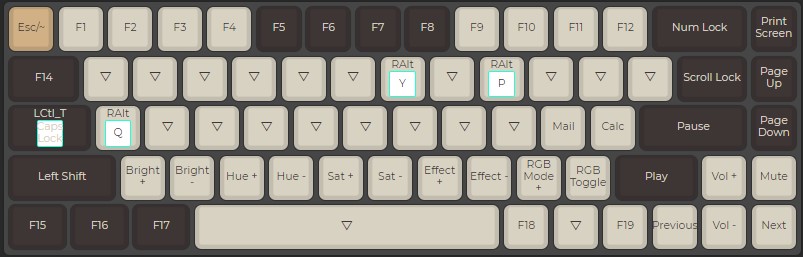 Esc/~ F1 F2 F3 F4 F5 F6 F7 F8 F9 F10 F11 F12 Num Lock Print Screen
F14 ▽ ▽ ▽ ▽ ▽ ▽ RAlt Y ▽ RAlt P ▽ ▽ ▽ Scroll Lock Page Up
LCtl_T Caps Lock RAlt Q ▽ ▽ ▽ ▽ ▽ ▽ ▽ ▽ Mail Calc Pause Page Down
Left Shift Bright + Bright - Hue + Hue - Sat + Sat - Effect + Effect - RGB Mode + RGB Toggle Play Vol + Mute
F15 F16 F17 ▽ F18 ▽ F19 Previous Vol - Next